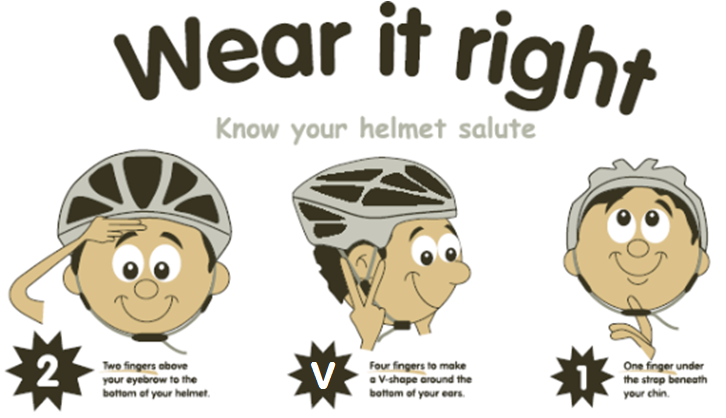 Wear it right
Know your helmet salute
2
Two fingers above
your eyebrow to the
bottom of your helmet.
V
Four fingers to make
a V-shape around the
bottom of your ears.
1
One finger under
the strap beneath
your chin.